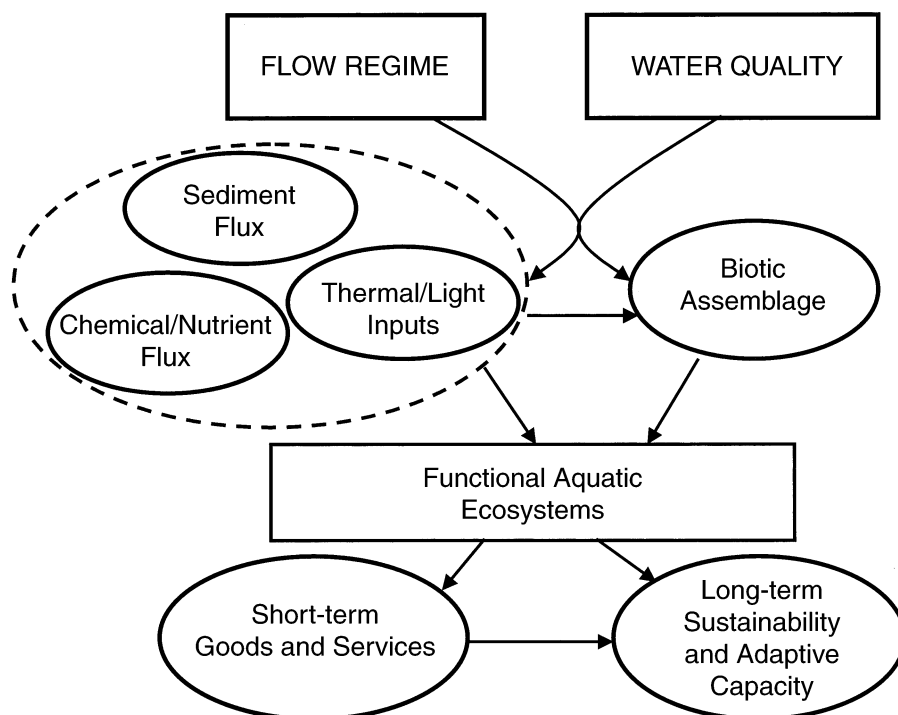 FLOW REGIME
WATER QUALITY
Sediment
Flux
Thermal/Light
Inputs
Chemical/Nutrient
Flux
Biotic
Assemblage
Functional Aquatic
Ecosystems
Short-term
Goods and Services
Long-term
Sustainability
and Adaptive
Capacity